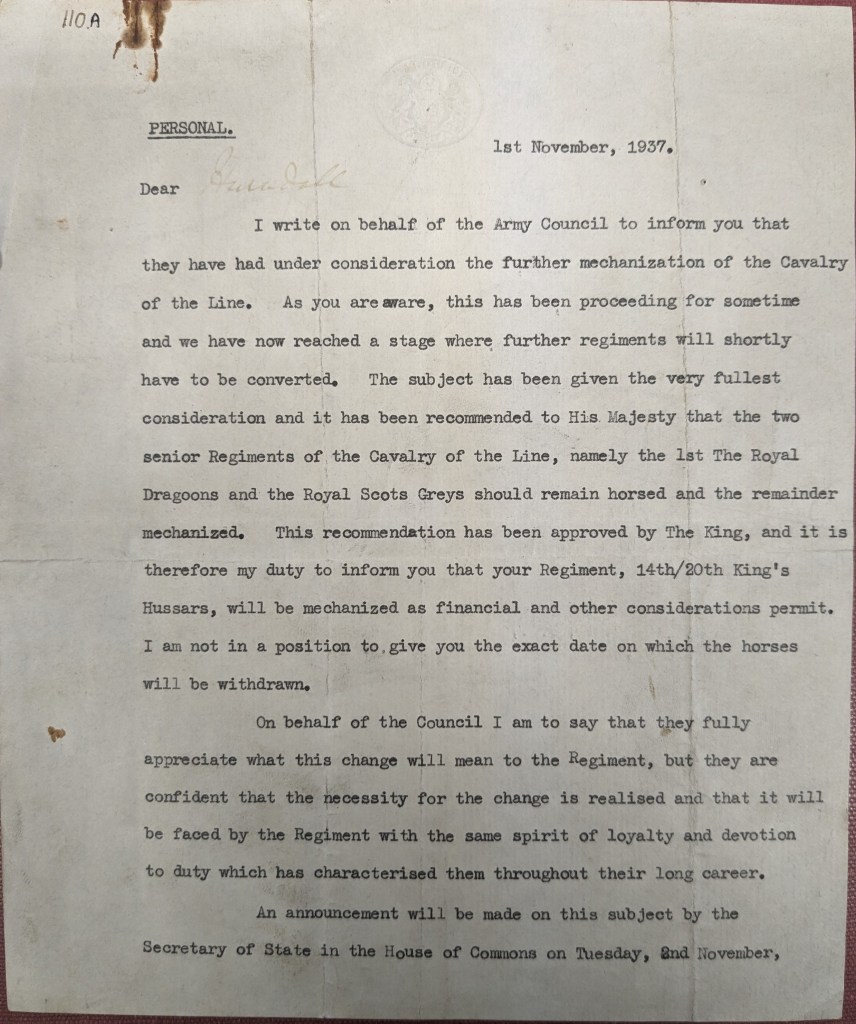 110.A
PERSONAL.
1st November, 1937.
Dear
I write on behalf of the Army Council to inform you that
they have had under consideration the further mechanization of the Cavalry
of the Line. As you are aware, this has been proceeding for sometime
and we have now reached a stage where further regiments will shortly
have to be converted. The subject has been given the very fullest
consideration and it has been recommended to His Majesty that the two
senior Regiments of the Cavalry of the Line, namely the 1st The Royal
Dragoons and the Royal Scots Greys should remain horsed and the remainder
mechanized. This recommendation has been approved by The King, and it is
therefore my duty to inform you that your Regiment, 14th/20th King's
Hussars, will be mechanized as financial and other considerations permit.
I am not in a position to give you the exact date on which the horses
will be withdrawn.
On behalf of the Council I am to say that they fully
appreciate what this change will mean to the Regiment, but they are
confident that the necessity for the change is realised and that it will
be faced by the Regiment with the same spirit of loyalty and devotion
to duty which has characterised them throughout their long career.
An announcement will be made on this subject by the
Secretary of State in the House of Commons on Tuesday, 2nd November,